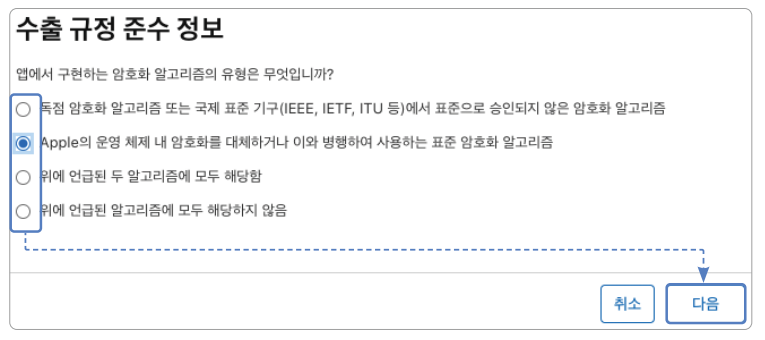 수출 규정 준수 정보
앱에서 구현하는 암호화 알고리즘의 유형은 무엇입니까?
독점 암호화 알고리즘 또는 국제 표준 기구(IEEE, IETF, ITU 등)에서 표준으로 승인되지 않은 암호화 알고리즘
Apple의 운영 체제 내 암호화를 대체하거나 이와 병행하여 사용하는 표준 암호화 알고리즘
위에 언급된 두 알고리즘에 모두 해당함
위에 언급된 알고리즘에 모두 해당하지 않음
취소 다음